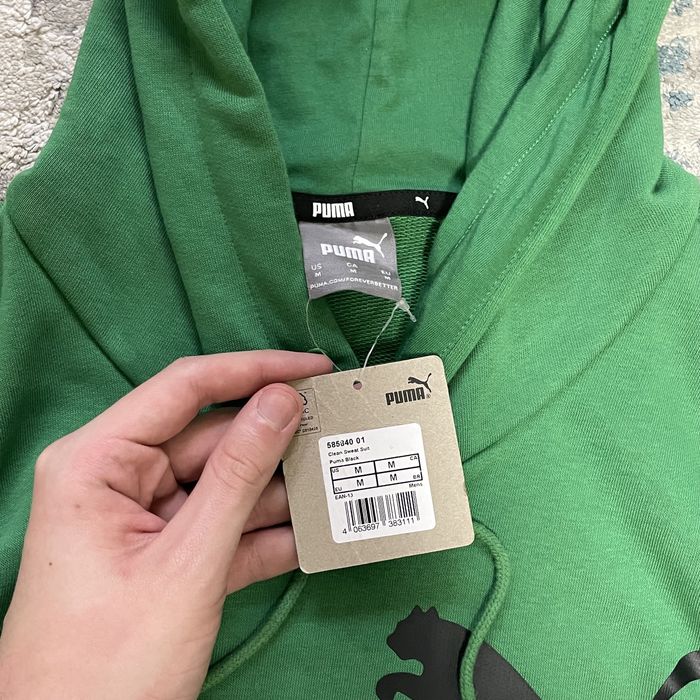 PUMA
PUMA
US CA EU
M M M
PUMA.COM/FOREVERBETTER
PUMA
585840 01
Clean Sweat Suit
Puma Black
US M M CA
EU M M BR
EAN-13 Mens
4 063697 383111